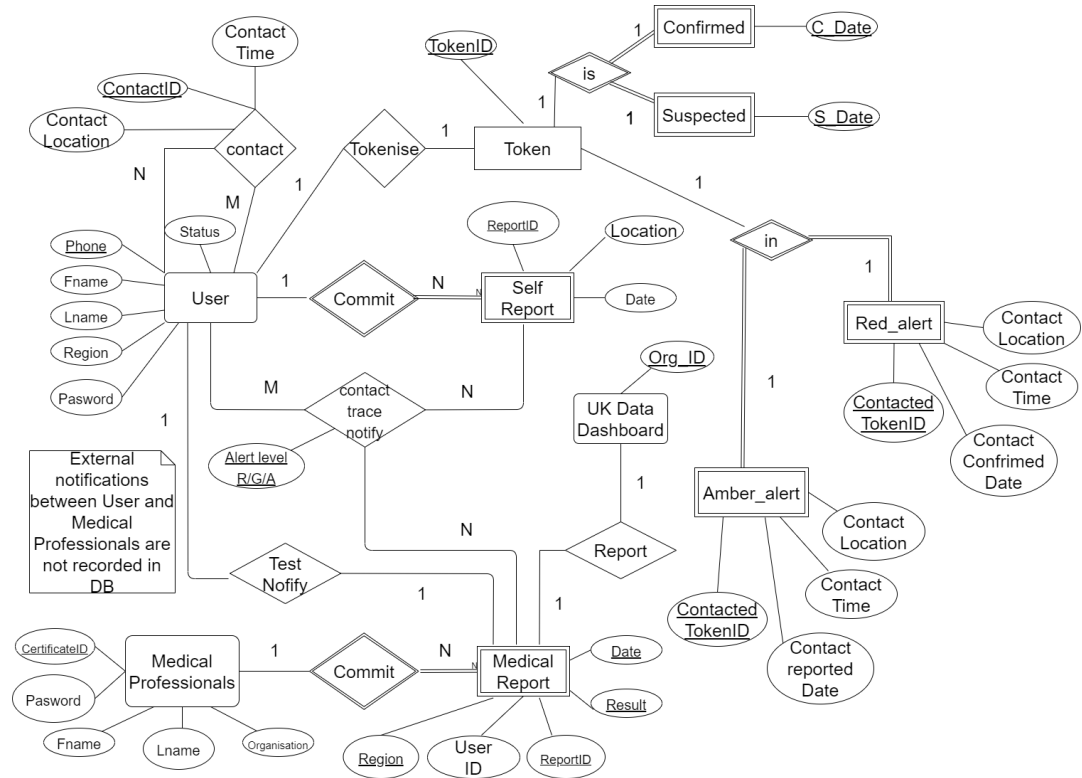 Contact
Time
ContactID
Contact
Location
contact
N
M
TokenID
Tokenise
1
1
Token
1
is
1
1
Confirmed
C_Date
Suspected
S_Date
1
in
1
1
Phone
Fname
Lname
Region
Pasword
Status
User
1
Commit
N
N
Self
Report
ReportID
Location
Date
M
contact
trace
notify
N
Alert level
R/G/A
N
1
Org_ID
UK Data
Dashboard
1
Report
1
Red_alert
Contact
Location
Contact
Time
Contacted
TokenID
Contact
Confrimed
Date
Amber_alert
Contact
Location
Contact
Time
Contacted
TokenID
Contact
reported
Date
External
notifications
between User and
Medical
Professionals are
not recorded in
DB
Test
Nofify
1
CertificateID
Pasword
Medical
Professionals
Fname
Lname
Organisation
1
Commit
N
N
Medical
Report
Date
Result
Region
User
ID
ReportID